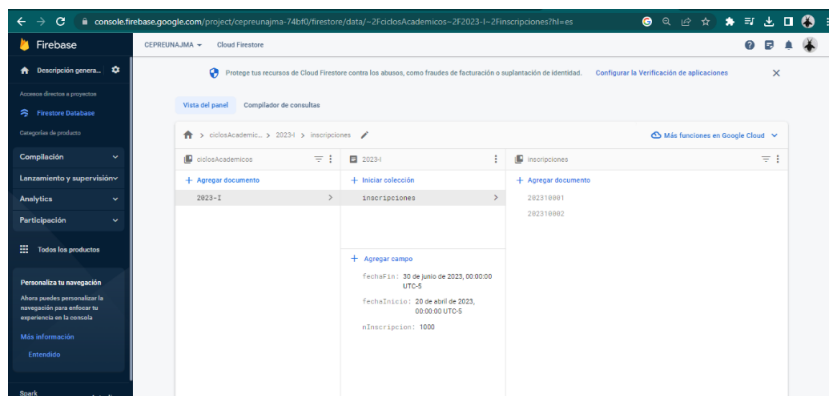 console.firebase.google.com/project/cepreunajma-74bf0/firestore/data/~2FciclosAcademicos~2F2023-I~2Finscripciones?hl=es
Firebase
CEPREUNAJMA
Cloud Firestore
Descripción genera...
Protege tus recursos de Cloud Firestore contra los abusos, como fraudes de facturación o suplantación de identidad.
Configurar la Verificación de aplicaciones
Accesos directos a proyectos
Firestore Database
Categorías de producto
Compilación
Lanzamiento y supervisión
Analytics
Participación
Todos los productos
Personaliza tu navegación
Ahora puedes personalizar la
navegación para enfocar tu
experiencia en la consola
Más información
Entendido
Spark
Vista del panel
Compilador de consultas
ciclosAcademic... > 2023-I > inscripciones
Más funciones en Google Cloud
ciclosAcademicos
+ Agregar documento
2023-I
2023-I
+ Iniciar colección
inscripciones
+ Agregar campo
fechaFin: 30 de junio de 2023, 00:00:00
UTC-5
fechaInicio: 20 de abril de 2023,
00:00:00 UTC-5
nInscripcion: 1000
inscripciones
+ Agregar documento
202310001
202310002